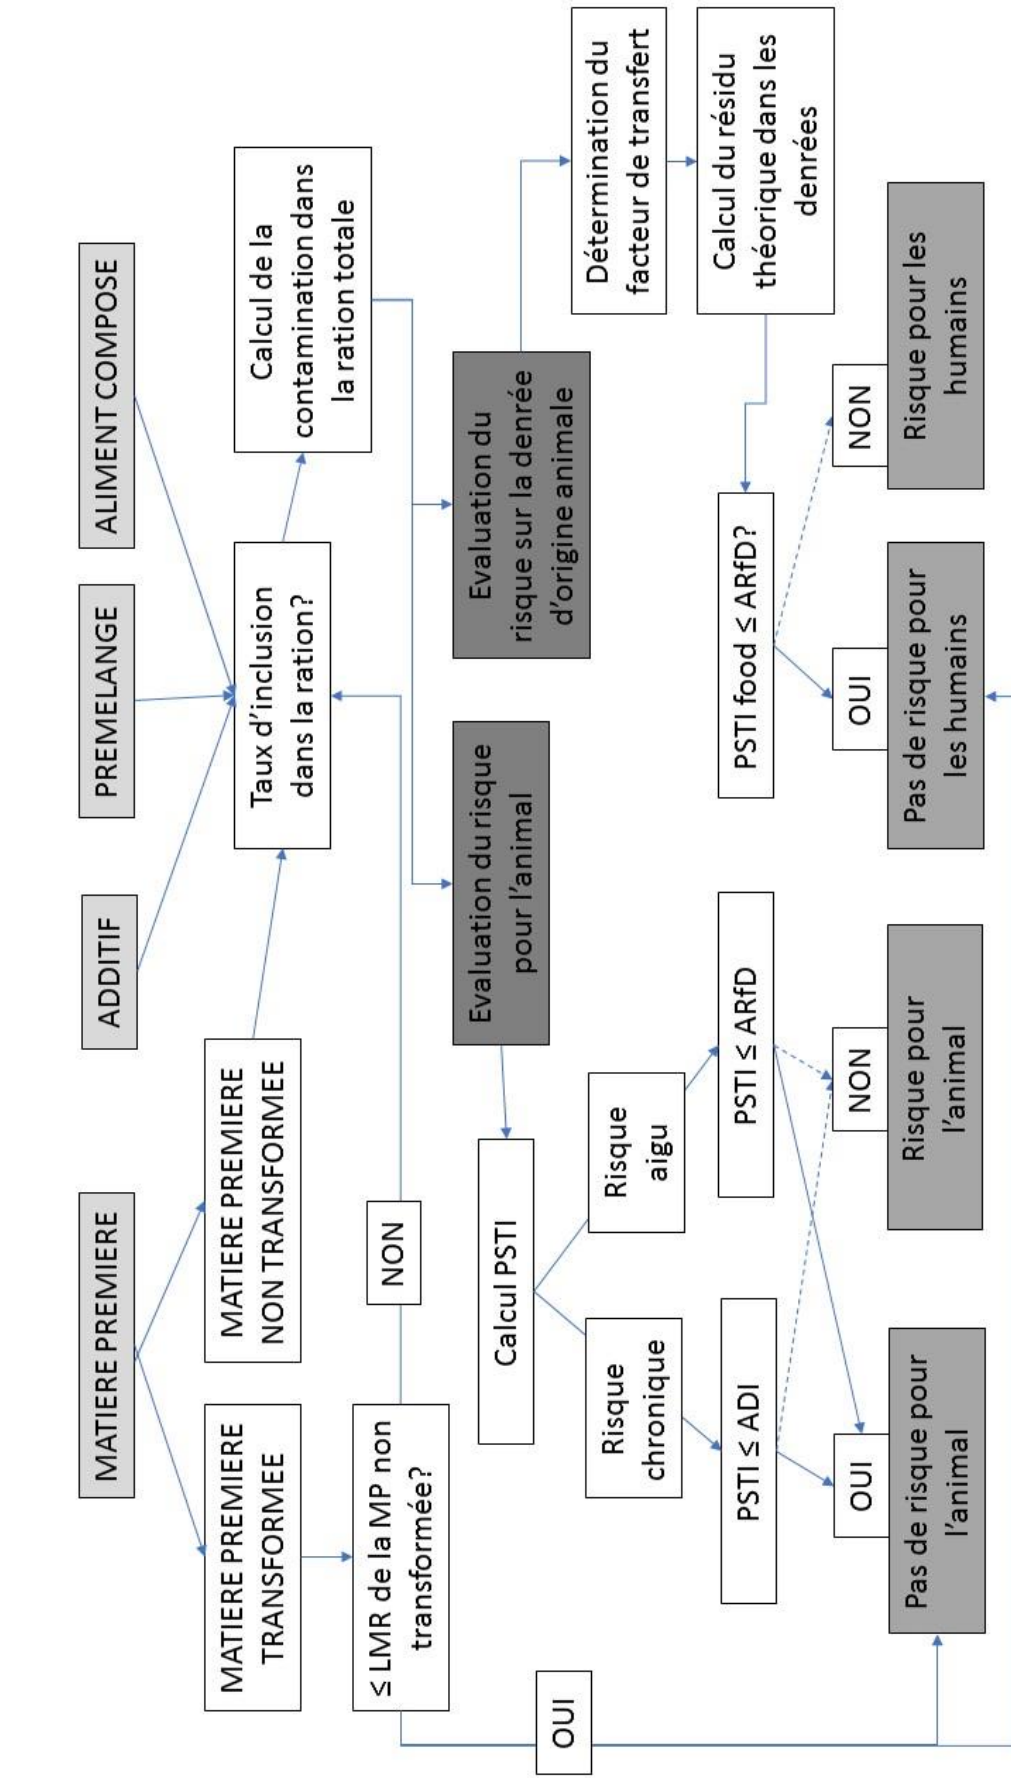 MATIERE PREMIERE
ADDITIF
PREMELANGE
ALIMENT COMPOSE
MATIERE PREMIERE
TRANSFORMEE
MATIERE PREMIERE
NON TRANSFORMEE
Taux d'inclusion
dans la ration?
Calcul de la
contamination dans
la ration totale
≤ LMR de la MP non
transformée?
NON
Evaluation du risque
pour l'animal
Evaluation du
risque sur la denrée
d'origine animale
Calcul PSTI
OUI
Risque
chronique
Risque
aigu
Détermination du
facteur de transfert
PSTI ≤ ADI
PSTI ≤ ARfD
PSTI food ≤ ARfD?
Calcul du résidu
théorique dans les
denrées
OUI
NON
OUI
NON
Pas de risque pour
l'animal
Risque pour
l'animal
Pas de risque pour
les humains
Risque pour les
humains